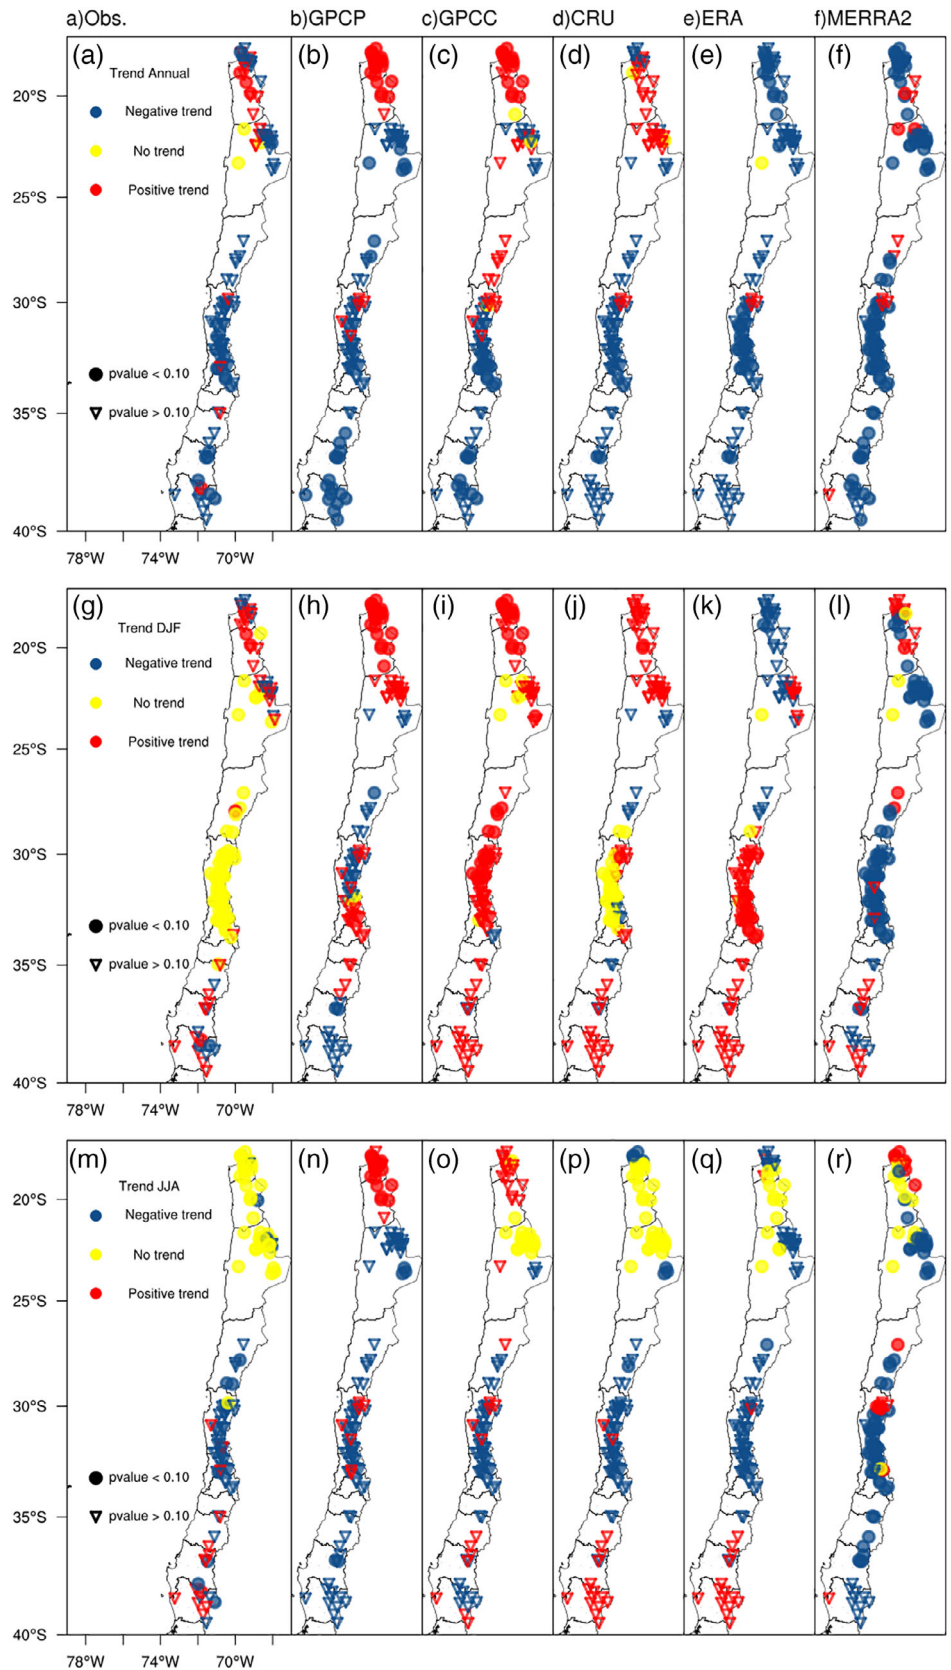 a)Obs. b)GPCP c)GPCC d)CRU e)ERA f)MERRA2
(a) (b) (c) (d) (e) (f)
Trend Annual
20°S
Negative trend
No trend
Positive trend
25°S
30°S
pvalue < 0.10
35°S
pvalue > 0.10
40°S
78°W 74°W 70°W
(g) (h) (i) (j) (k) (l)
Trend DJF
20°S
Negative trend
No trend
Positive trend
25°S
30°S
pvalue < 0.10
35°S
pvalue > 0.10
40°S
78°W 74°W 70°W
(m) (n) (o) (p) (q) (r)
Trend JJA
20°S
Negative trend
No trend
Positive trend
25°S
30°S
pvalue < 0.10
35°S
pvalue > 0.10
40°S
78°W 74°W 70°W